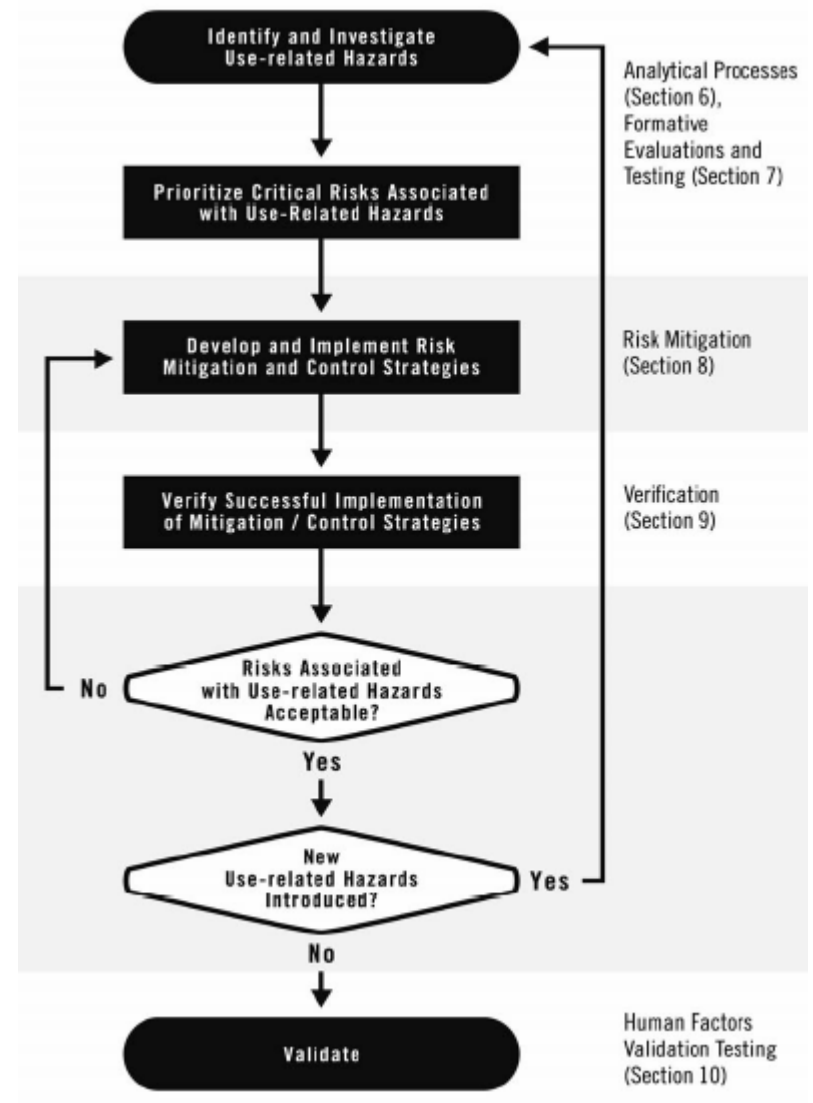 Identify and Investigate
Use-related Hazards
Analytical Processes
(Section 6),
Formative
Evaluations and
Testing (Section 7)
Prioritize Critical Risks Associated
with Use-Related Hazards
Develop and Implement Risk
Mitigation and Control Strategies
Risk Mitigation
(Section 8)
Verify Successful Implementation
of Mitigation / Control Strategies
Verification
(Section 9)
Risks Associated
with Use-related Hazards
Acceptable?
No
Yes
New
Use-related Hazards
Introduced?
Yes
No
Validate
Human Factors
Validation Testing
(Section 10)